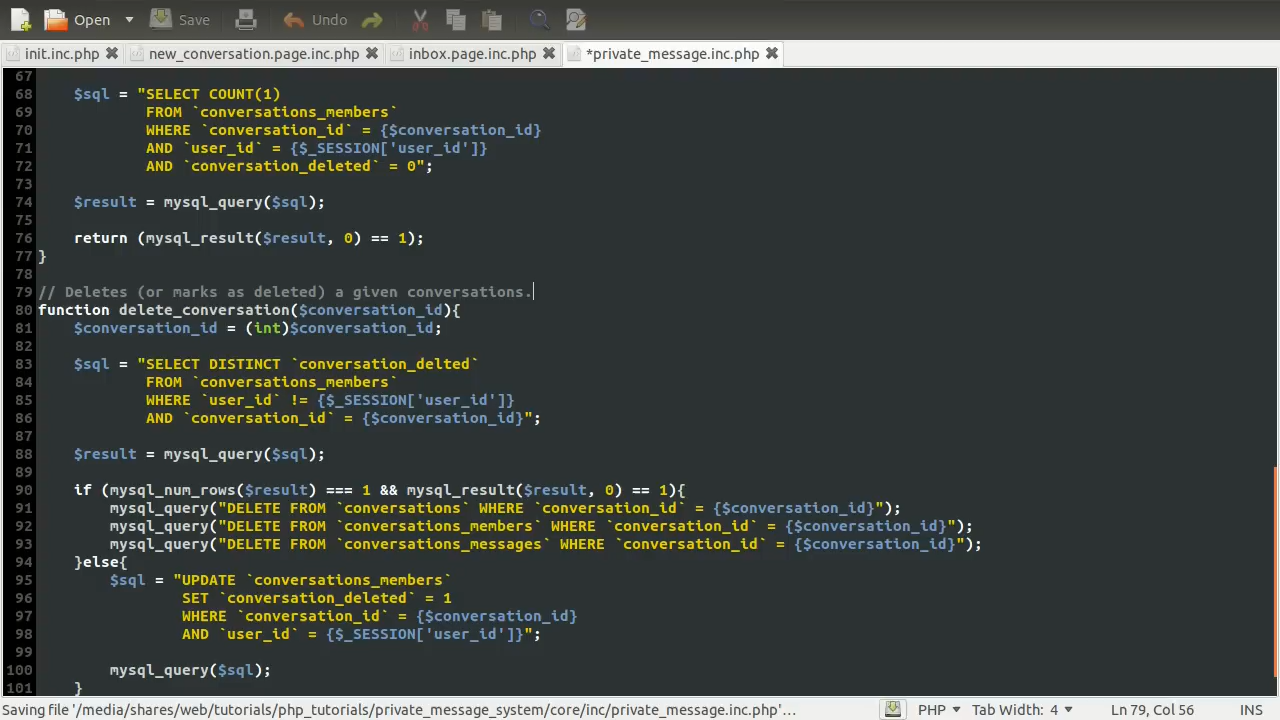 Open Save Undo
init.inc.php new_conversation.page.inc.php inbox.page.inc.php *private_message.inc.php
67
68 $sql = "SELECT COUNT(1)
69 FROM `conversations_members`
70 WHERE `conversation_id` = {$conversation_id}
71 AND `user_id` = {$_SESSION['user_id']}
72 AND `conversation_deleted` = 0";
73
74 $result = mysql_query($sql);
75
76 return (mysql_result($result, 0) == 1);
77 }
78
79 // Deletes (or marks as deleted) a given conversations.
80 function delete_conversation($conversation_id){
81 $conversation_id = (int)$conversation_id;
82
83 $sql = "SELECT DISTINCT `conversation_delted`
84 FROM `conversations_members`
85 WHERE `user_id` != {$_SESSION['user_id']}
86 AND `conversation_id` = {$conversation_id}";
87
88 $result = mysql_query($sql);
89
90 if (mysql_num_rows($result) === 1 && mysql_result($result, 0) == 1){
91 mysql_query("DELETE FROM `conversations` WHERE `conversation_id` = {$conversation_id}");
92 mysql_query("DELETE FROM `conversations_members` WHERE `conversation_id` = {$conversation_id}");
93 mysql_query("DELETE FROM `conversations_messages` WHERE `conversation_id` = {$conversation_id}");
94 }else{
95 $sql = "UPDATE `conversations_members`
96 SET `conversation_deleted` = 1
97 WHERE `conversation_id` = {$conversation_id}
98 AND `user_id` = {$_SESSION['user_id']}";
99
100 mysql_query($sql);
101 }
Saving file '/media/shares/web/tutorials/php_tutorials/private_message_system/core/inc/private_message.inc.php'... PHP Tab Width: 4 Ln 79, Col 56 INS